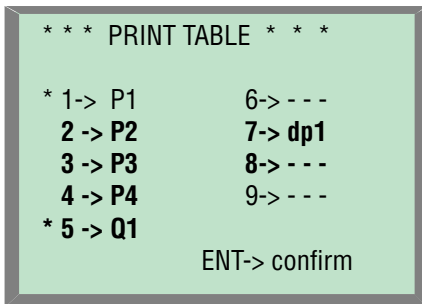 * * * PRINT TABLE * * *
* 1-> P1 6-> - - -
2 -> P2 7-> dp1
3 -> P3 8-> - - -
4 -> P4 9-> - - -
* 5 -> Q1
ENT-> confirm